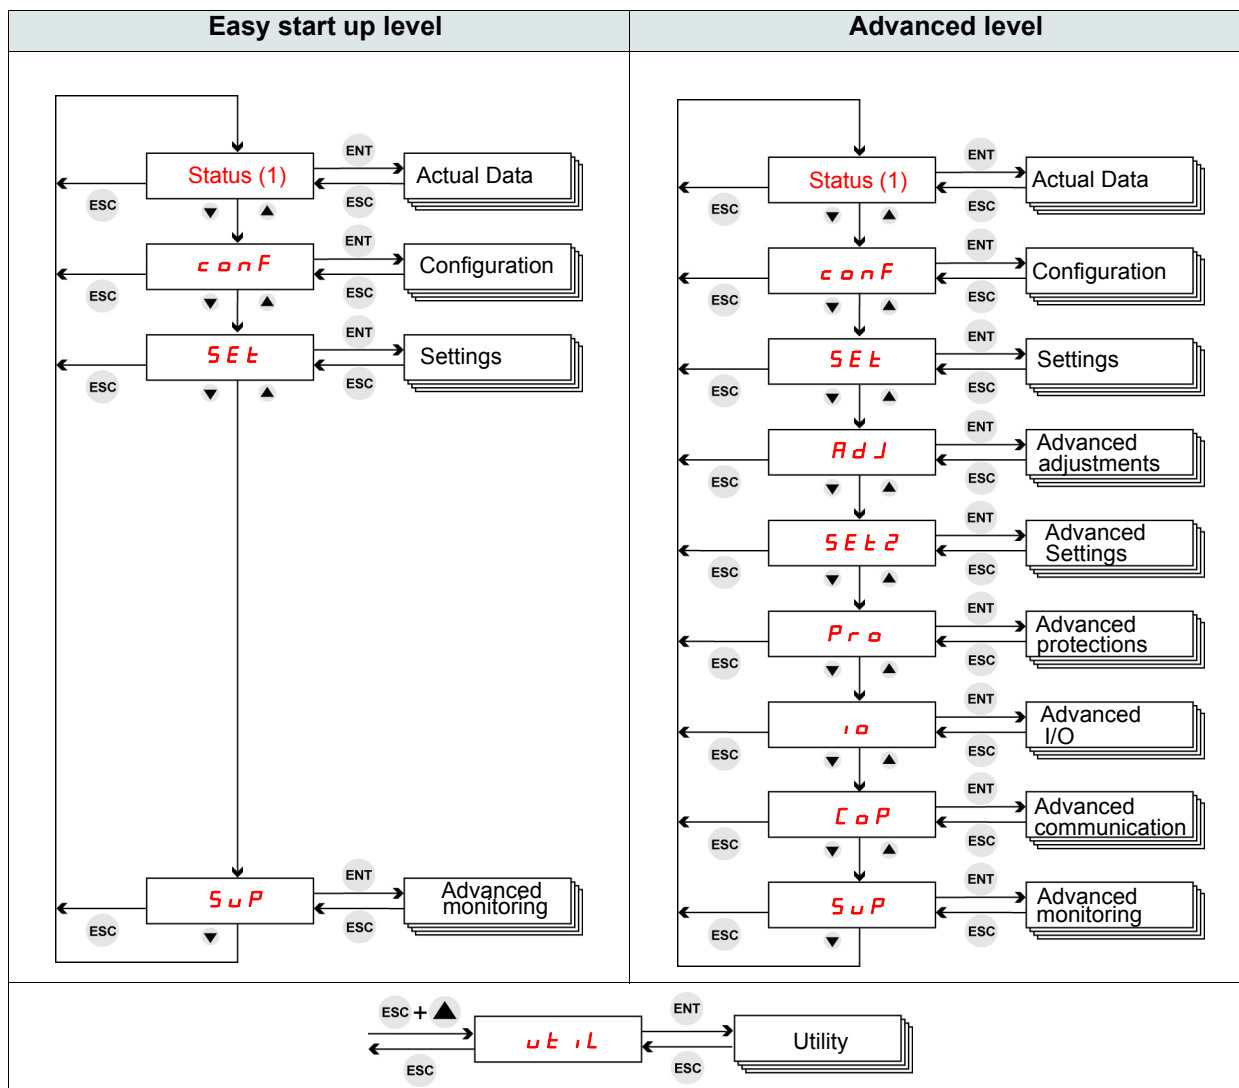 Easy start up level
Advanced level
ENT
Status (1)
Actual Data
ESC
ESC
▼ ▲
ENT
conF
Configuration
ESC
ESC
▼ ▲
ENT
SEt
Settings
ESC
ESC
▼ ▲
ENT
SuP
Advanced
monitoring
ESC
ESC
▼
ENT
Status (1)
Actual Data
ESC
ESC
▼ ▲
ENT
conF
Configuration
ESC
ESC
▼ ▲
ENT
SEt
Settings
ESC
ESC
▼ ▲
ENT
AdJ
Advanced
adjustments
ESC
ESC
▼ ▲
ENT
SEt2
Advanced
Settings
ESC
ESC
▼ ▲
ENT
Pro
Advanced
protections
ESC
ESC
▼ ▲
ENT
io
Advanced
I/O
ESC
ESC
▼ ▲
ENT
CoP
Advanced
communication
ESC
ESC
▼ ▲
ENT
SuP
Advanced
monitoring
ESC
ESC
▼
ESC + ▲
ENT
utiL
Utility
ESC
ESC